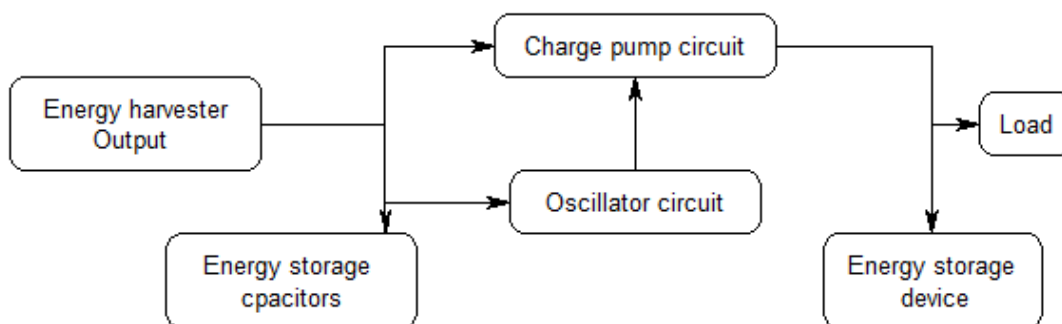 Charge pump circuit
Energy harvester
Output
Load
Oscillator circuit
Energy storage
cpacitors
Energy storage
device